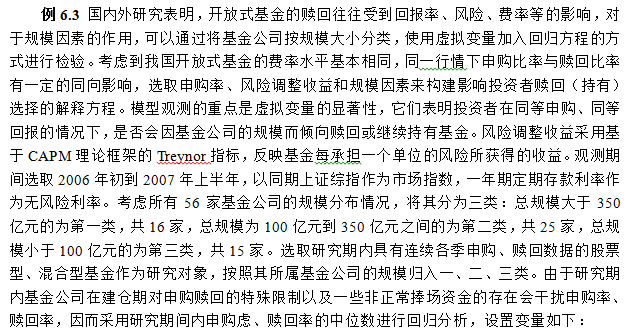 例 6.3 国内外研究表明，开放式基金的赎回往往受到回报率、风险、费率等的影响，对
于规模因素的作用，可以通过将基金公司按规模大小分类，使用虚拟变量加入回归方程的方
式进行检验。考虑到我国开放式基金的费率水平基本相同，同一行情下申购比率与赎回比率
有一定的同向影响，选取申购率、风险调整收益和规模因素来构建影响投资者赎回（持有）
选择的解释方程。模型观测的重点是虚拟变量的显著性，它们表明投资者在同等申购、同等
回报的情况下，是否会因基金公司的规模而倾向赎回或继续持有基金。风险调整收益采用基
于 CAPM 理论框架的 Treynor 指标，反映基金每承担一个单位的风险所获得的收益。观测期
间选取 2006 年初到 2007 年上半年，以同期上证综指作为市场指数，一年期定期存款利率作
为无风险利率。考虑所有 56 家基金公司的规模分布情况，将其分为三类：总规模大于 350
亿元的为第一类，共 16 家，总规模为 100 亿元到 350 亿元之间的为第二类，共 25 家，总规
模小于 100 亿元的为第三类，共 15 家。选取研究期内具有连续各季申购、赎回数据的股票
型、混合型基金作为研究对象，按照其所属基金公司的规模归入一、二、三类。由于研究期
内基金公司在建仓期对申购赎回的特殊限制以及一些非正常捧场资金的存在会干扰申购率、
赎回率，因而采用研究期间内申购虑、赎回率的中位数进行回归分析，设置变量如下：